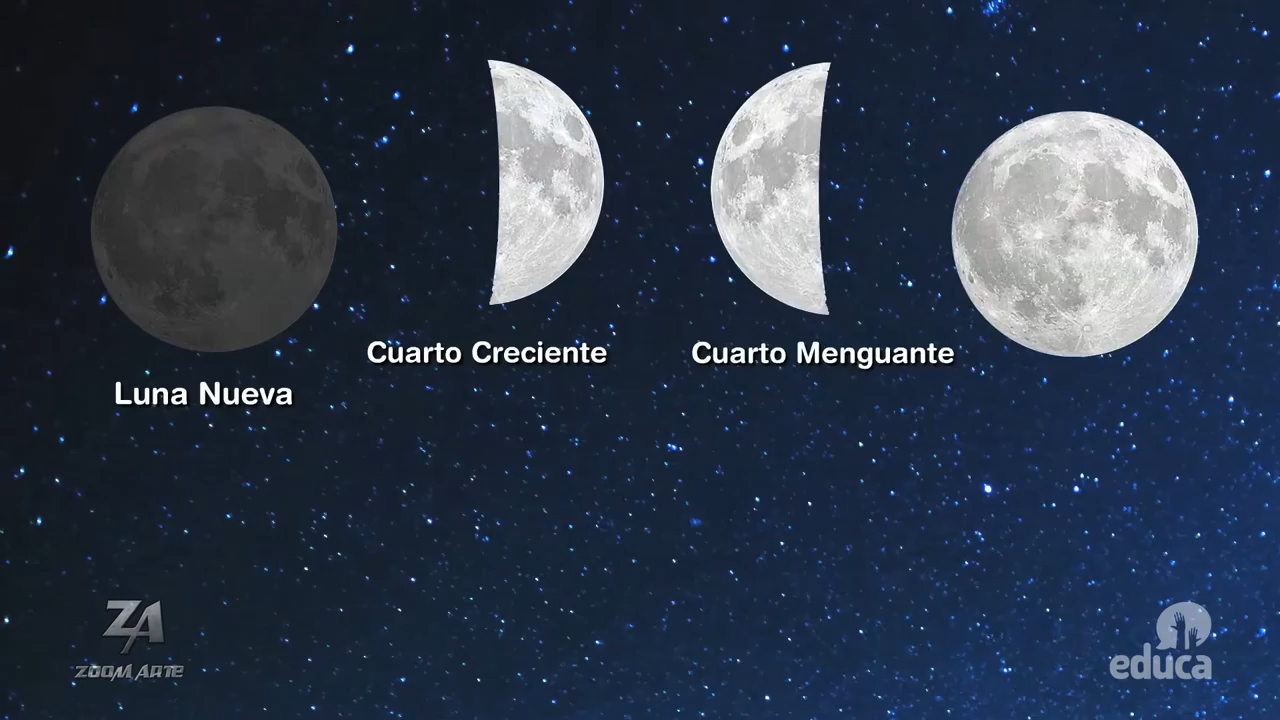 Cuarto Creciente
Cuarto Menguante
Luna Nueva
ZA
ZOOM ARTE
educa